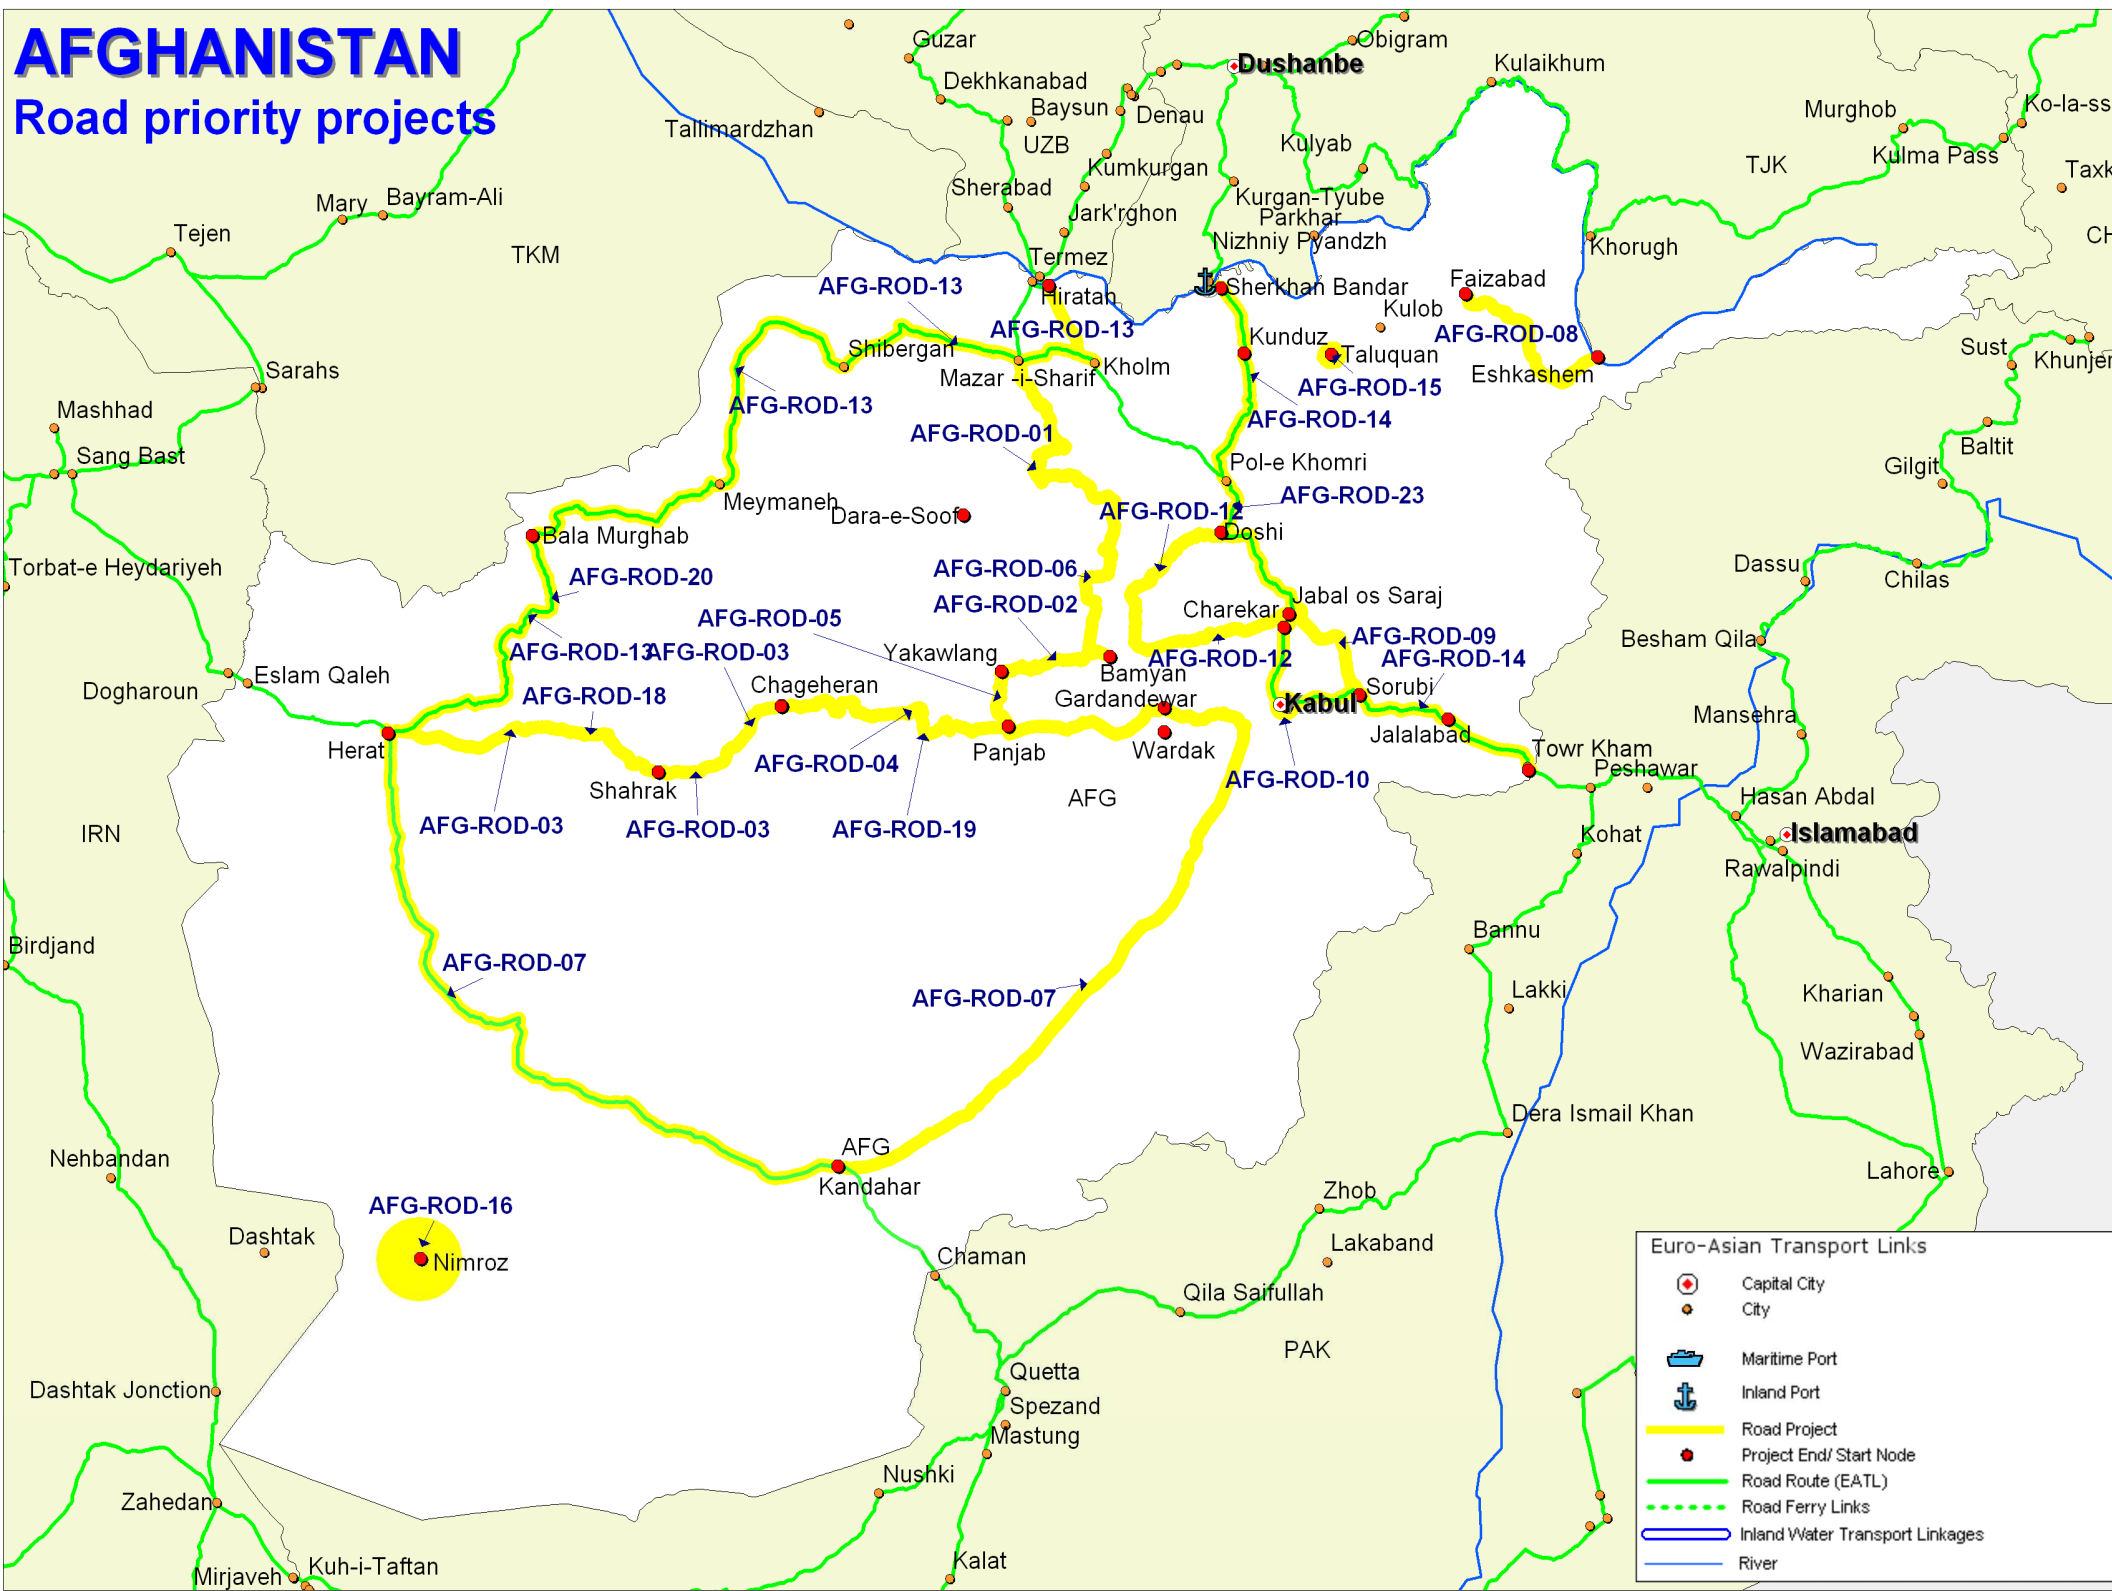 AFGHANISTAN
Road priority projects
Guzar
Obigram
Dushanbe
Kulaikhum
Dekhkanabad
Baysun
Denau
Murghob
Ko-la-ss
Tallimardzhan
UZB
Kulyab
Kulma Pass
TJK
Kumkurgan
Taxk
Sherabad
Mary
Bayram-Ali
Kurgan-Tyube
Jark'rghon
Parkhar
Tejen
Nizhniy Pyandzh
Khorugh
CH
TKM
Termez
AFG-ROD-13
Hiratan
Sherkhan Bandar
Faizabad
Kulob
AFG-ROD-13
AFG-ROD-08
Kunduz
Shibergan
Taluquan
Sust
Khunjer
Sarahs
Mazar -i-Sharif
Kholm
Eshkashem
AFG-ROD-15
AFG-ROD-13
Mashhad
AFG-ROD-14
AFG-ROD-01
Baltit
Sang Bast
Pol-e Khomri
Gilgit
Meymaneh
AFG-ROD-23
Dara-e-Soof
AFG-ROD-12
Bala Murghab
Doshi
Torbat-e Heydariyeh
AFG-ROD-20
AFG-ROD-06
Dassu
Chilas
AFG-ROD-05
AFG-ROD-02
Charekar
Jabal os Saraj
AFG-ROD-09
Besham Qila
AFG-ROD-13
AFG-ROD-03
Yakawlang
AFG-ROD-12
AFG-ROD-14
Bamyan
Eslam Qaleh
Dogharoun
AFG-ROD-18
Chageheran
Gardandewar
Kabul
Sorubi
Mansehra
Jalalabad
Herat
Panjab
Wardak
Towr Kham
Peshawar
AFG-ROD-04
AFG-ROD-10
Shahrak
AFG
Hasan Abdal
AFG-ROD-03
AFG-ROD-03
AFG-ROD-19
IRN
Kohat
Islamabad
Rawalpindi
Birdjand
Bannu
AFG-ROD-07
AFG-ROD-07
Lakki
Kharian
Wazirabad
Dera Ismail Khan
AFG
Nehbandan
Kandahar
Lahore
Zhob
AFG-ROD-16
Dashtak
Nimroz
Chaman
Lakaband
Qila Saifullah
PAK
Quetta
Dashtak Jonction
Spezand
Mastung
Nushki
Zahedan
Kuh-i-Taftan
Mirjaveh
Kalat
Euro-Asian Transport Links
Capital City
City
Maritime Port
Inland Port
Road Project
Project End/ Start Node
Road Route (EATL)
Road Ferry Links
Inland Water Transport Linkages
River